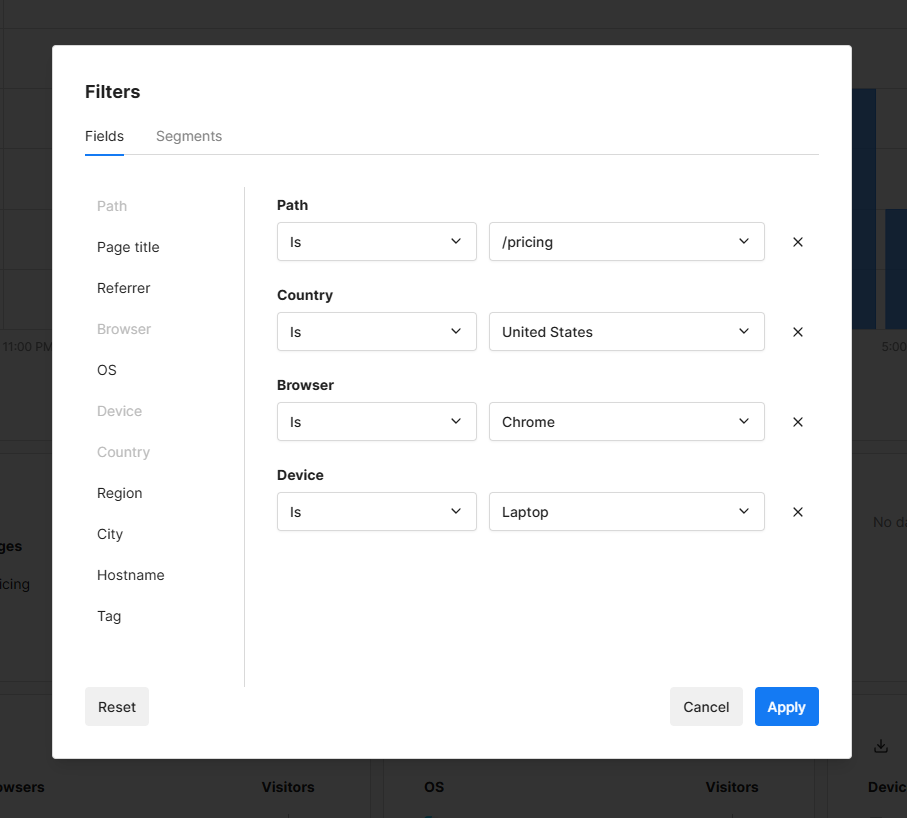 Filters
Fields Segments
Path
Page title
Referrer
Browser
OS
Device
Country
Region
City
Hostname
Tag
Path
Is /pricing
Country
Is United States
Browser
Is Chrome
Device
Is Laptop
Reset Cancel Apply
11:00 PM
5:00
No da
ges
icing
owsers Visitors OS Visitors Devic